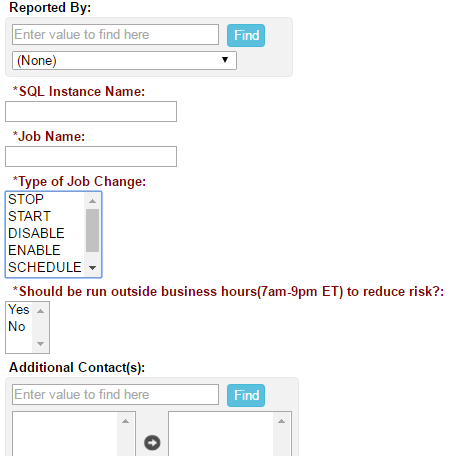 Reported By:
Enter value to find here Find
(None)
*SQL Instance Name:
*Job Name:
*Type of Job Change:
STOP
START
DISABLE
ENABLE
SCHEDULE
*Should be run outside business hours(7am-9pm ET) to reduce risk?:
Yes
No
Additional Contact(s):
Enter value to find here Find